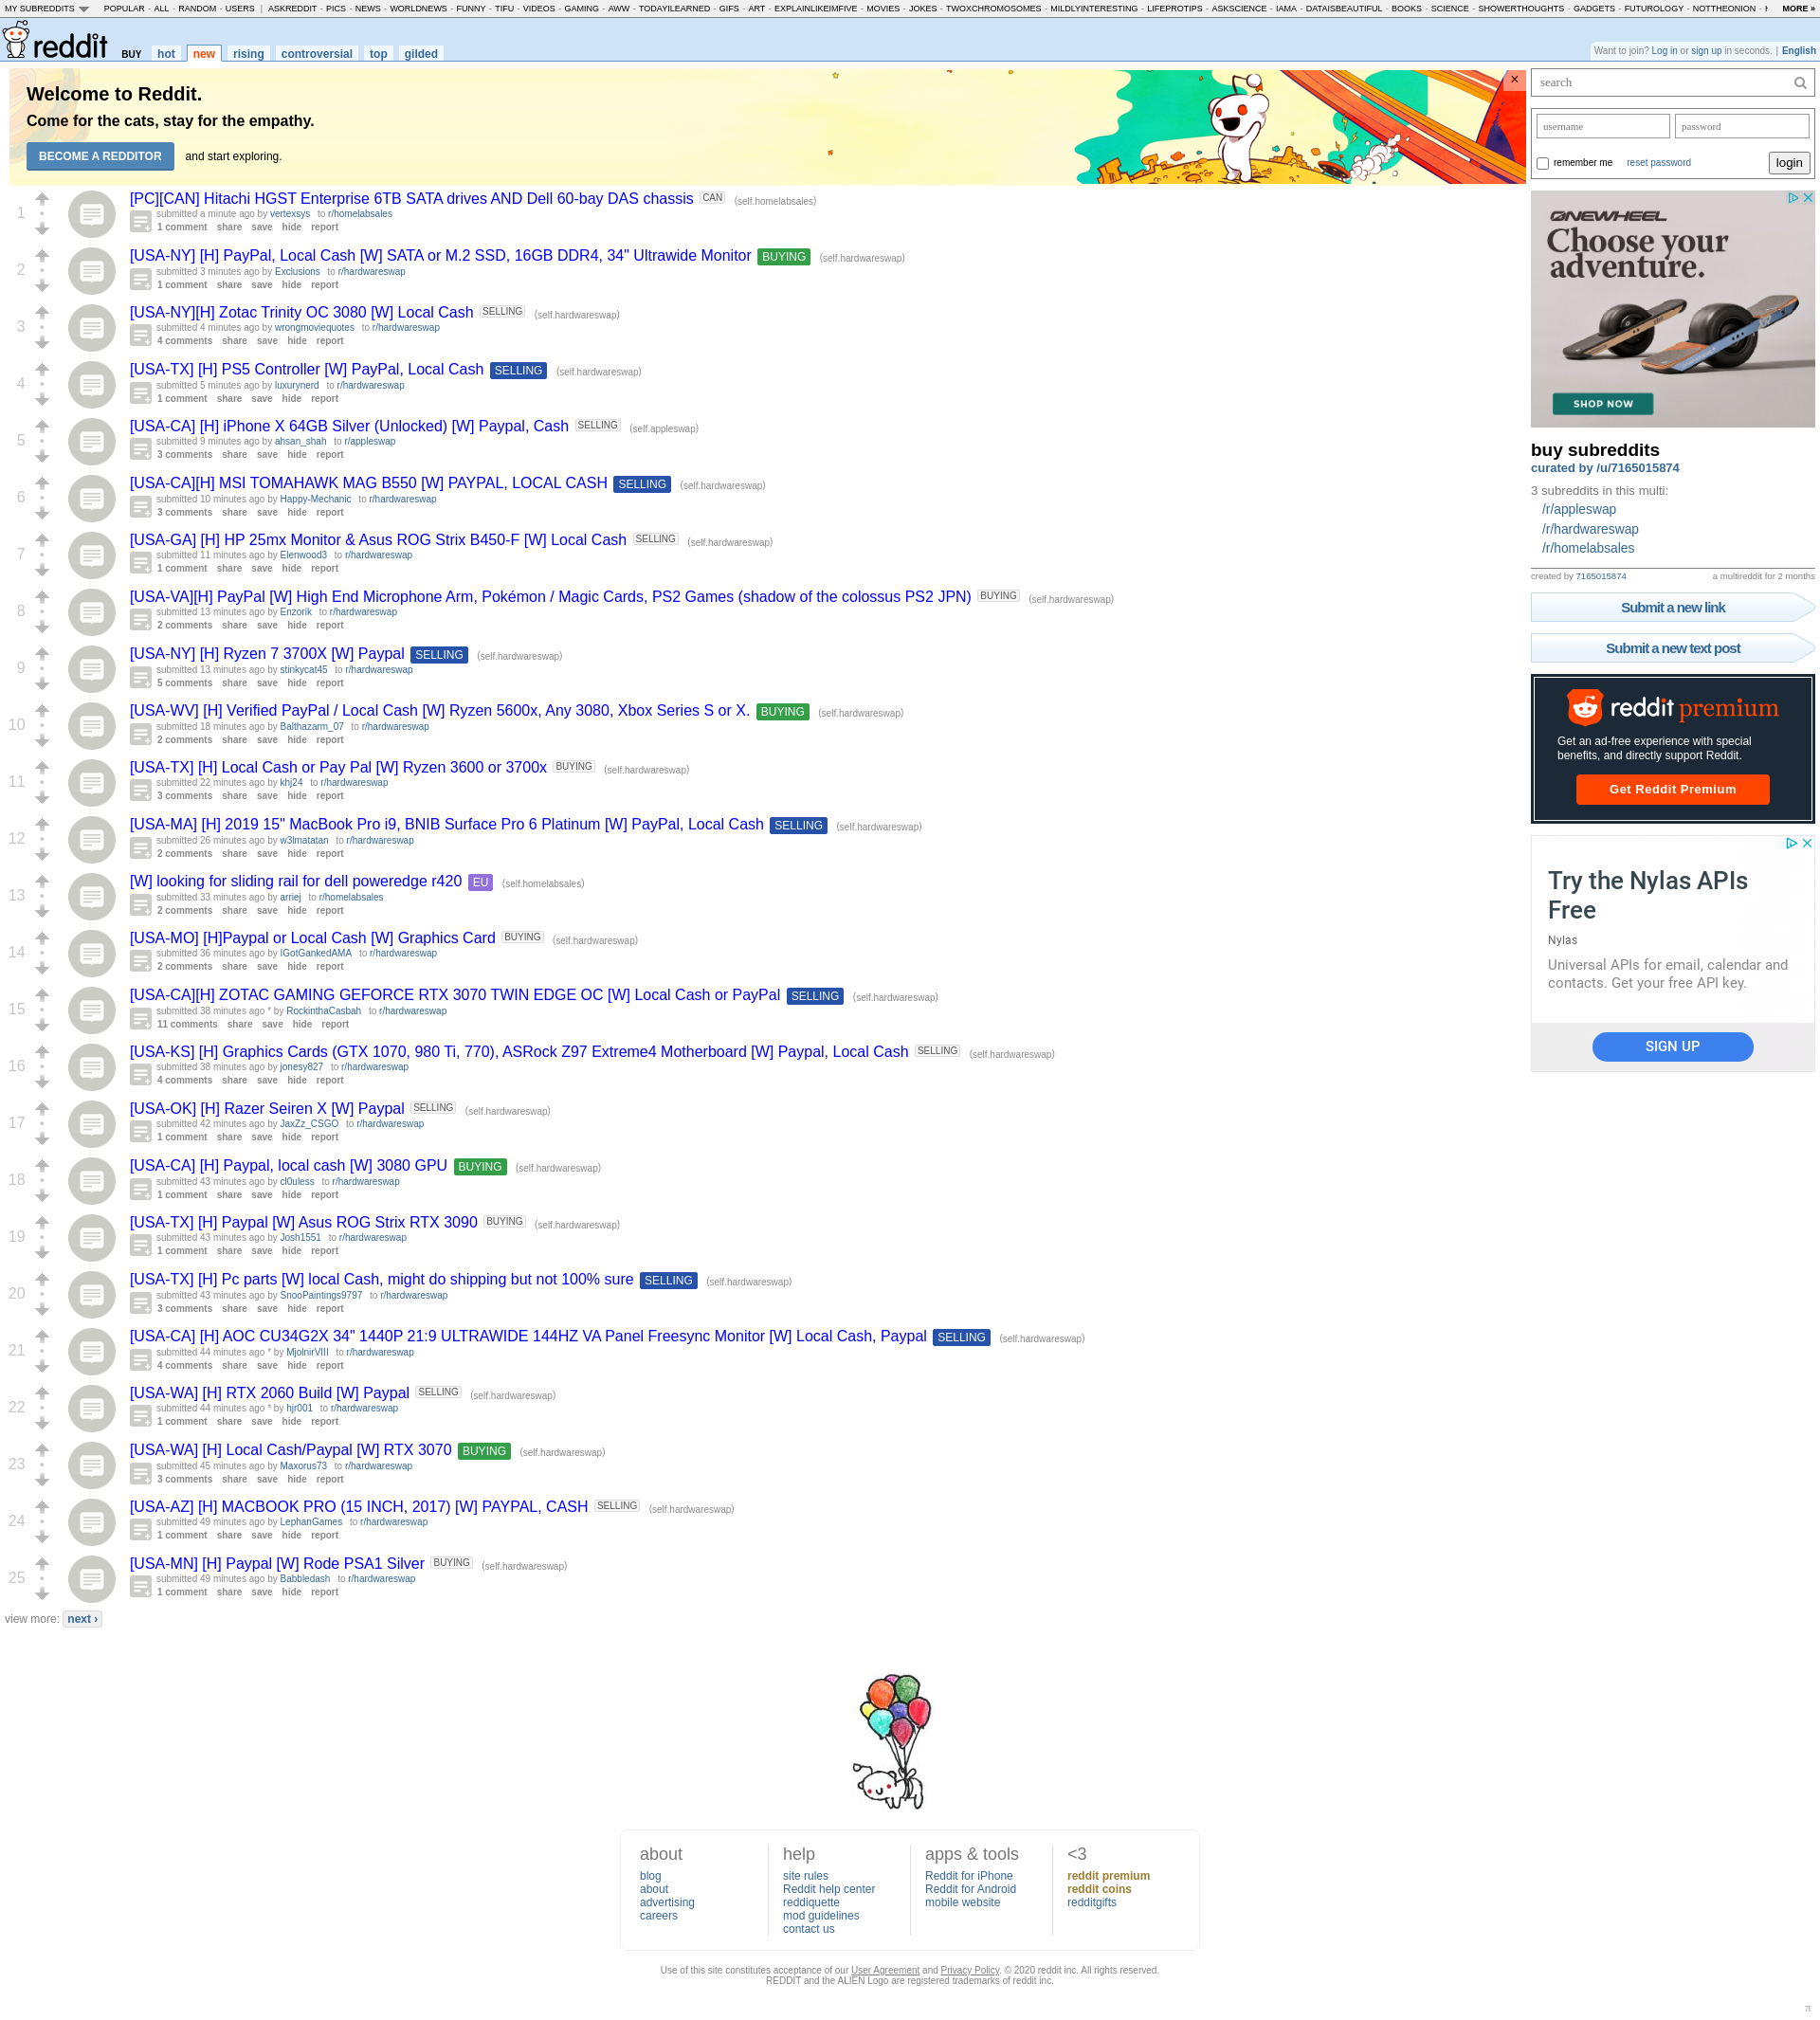 MY SUBREDDITS POPULAR - ALL - RANDOM - USERS | ASKREDDIT - PICS - NEWS - WORLDNEWS - FUNNY - TIFU - VIDEOS - GAMING - AWW - TODAYILEARNED - GIFS - ART - EXPLAINLIKEIMFIVE - MOVIES - JOKES - TWOXCHROMOSOMES - MILDLYINTERESTING - LIFEPROTIPS - ASKSCIENCE - IAMA - DATAISBEAUTIFUL - BOOKS - SCIENCE - SHOWERTHOUGHTS - GADGETS - FUTUROLOGY - NOTTHEONION - MORE »
reddit BUY hot new rising controversial top gilded
Want to join? Log in or sign up in seconds. | English
Welcome to Reddit.
Come for the cats, stay for the empathy.
BECOME A REDDITOR and start exploring.
×
1
[PC][CAN] Hitachi HGST Enterprise 6TB SATA drives AND Dell 60-bay DAS chassis CAN (self.homelabsales)
submitted a minute ago by vertexsys to r/homelabsales
1 comment share save hide report
2
[USA-NY] [H] PayPal, Local Cash [W] SATA or M.2 SSD, 16GB DDR4, 34" Ultrawide Monitor BUYING (self.hardwareswap)
submitted 3 minutes ago by Exclusions to r/hardwareswap
1 comment share save hide report
3
[USA-NY][H] Zotac Trinity OC 3080 [W] Local Cash SELLING (self.hardwareswap)
submitted 4 minutes ago by wrongmoviequotes to r/hardwareswap
4 comments share save hide report
4
[USA-TX] [H] PS5 Controller [W] PayPal, Local Cash SELLING (self.hardwareswap)
submitted 5 minutes ago by luxurynerd to r/hardwareswap
1 comment share save hide report
5
[USA-CA] [H] iPhone X 64GB Silver (Unlocked) [W] Paypal, Cash SELLING (self.appleswap)
submitted 9 minutes ago by ahsan_shah to r/appleswap
3 comments share save hide report
6
[USA-CA][H] MSI TOMAHAWK MAG B550 [W] PAYPAL, LOCAL CASH SELLING (self.hardwareswap)
submitted 10 minutes ago by Happy-Mechanic to r/hardwareswap
3 comments share save hide report
7
[USA-GA] [H] HP 25mx Monitor & Asus ROG Strix B450-F [W] Local Cash SELLING (self.hardwareswap)
submitted 11 minutes ago by Elenwood3 to r/hardwareswap
1 comment share save hide report
8
[USA-VA][H] PayPal [W] High End Microphone Arm, Pokémon / Magic Cards, PS2 Games (shadow of the colossus PS2 JPN) BUYING (self.hardwareswap)
submitted 13 minutes ago by Enzorik to r/hardwareswap
2 comments share save hide report
9
[USA-NY] [H] Ryzen 7 3700X [W] Paypal SELLING (self.hardwareswap)
submitted 13 minutes ago by stinkycat45 to r/hardwareswap
5 comments share save hide report
10
[USA-WV] [H] Verified PayPal / Local Cash [W] Ryzen 5600x, Any 3080, Xbox Series S or X. BUYING (self.hardwareswap)
submitted 18 minutes ago by Balthazarm_07 to r/hardwareswap
2 comments share save hide report
11
[USA-TX] [H] Local Cash or Pay Pal [W] Ryzen 3600 or 3700x BUYING (self.hardwareswap)
submitted 22 minutes ago by khj24 to r/hardwareswap
3 comments share save hide report
12
[USA-MA] [H] 2019 15" MacBook Pro i9, BNIB Surface Pro 6 Platinum [W] PayPal, Local Cash SELLING (self.hardwareswap)
submitted 26 minutes ago by w3lmatatan to r/hardwareswap
2 comments share save hide report
13
[W] looking for sliding rail for dell poweredge r420 EU (self.homelabsales)
submitted 33 minutes ago by arriej to r/homelabsales
2 comments share save hide report
14
[USA-MO] [H]Paypal or Local Cash [W] Graphics Card BUYING (self.hardwareswap)
submitted 36 minutes ago by IGotGankedAMA to r/hardwareswap
2 comments share save hide report
15
[USA-CA][H] ZOTAC GAMING GEFORCE RTX 3070 TWIN EDGE OC [W] Local Cash or PayPal SELLING (self.hardwareswap)
submitted 38 minutes ago * by RockinthaCasbah to r/hardwareswap
11 comments share save hide report
16
[USA-KS] [H] Graphics Cards (GTX 1070, 980 Ti, 770), ASRock Z97 Extreme4 Motherboard [W] Paypal, Local Cash SELLING (self.hardwareswap)
submitted 38 minutes ago by jonesy827 to r/hardwareswap
4 comments share save hide report
17
[USA-OK] [H] Razer Seiren X [W] Paypal SELLING (self.hardwareswap)
submitted 42 minutes ago by JaxZz_CSGO to r/hardwareswap
1 comment share save hide report
18
[USA-CA] [H] Paypal, local cash [W] 3080 GPU BUYING (self.hardwareswap)
submitted 43 minutes ago by cl0uless to r/hardwareswap
1 comment share save hide report
19
[USA-TX] [H] Paypal [W] Asus ROG Strix RTX 3090 BUYING (self.hardwareswap)
submitted 43 minutes ago by Josh1551 to r/hardwareswap
1 comment share save hide report
20
[USA-TX] [H] Pc parts [W] local Cash, might do shipping but not 100% sure SELLING (self.hardwareswap)
submitted 43 minutes ago by SnooPaintings9797 to r/hardwareswap
3 comments share save hide report
21
[USA-CA] [H] AOC CU34G2X 34" 1440P 21:9 ULTRAWIDE 144HZ VA Panel Freesync Monitor [W] Local Cash, Paypal SELLING (self.hardwareswap)
submitted 44 minutes ago * by MjolnirVIII to r/hardwareswap
4 comments share save hide report
22
[USA-WA] [H] RTX 2060 Build [W] Paypal SELLING (self.hardwareswap)
submitted 44 minutes ago * by hjr001 to r/hardwareswap
1 comment share save hide report
23
[USA-WA] [H] Local Cash/Paypal [W] RTX 3070 BUYING (self.hardwareswap)
submitted 45 minutes ago by Maxorus73 to r/hardwareswap
3 comments share save hide report
24
[USA-AZ] [H] MACBOOK PRO (15 INCH, 2017) [W] PAYPAL, CASH SELLING (self.hardwareswap)
submitted 49 minutes ago by LephanGames to r/hardwareswap
1 comment share save hide report
25
[USA-MN] [H] Paypal [W] Rode PSA1 Silver BUYING (self.hardwareswap)
submitted 49 minutes ago by Babbledash to r/hardwareswap
1 comment share save hide report
view more: next ›
search
username password
remember me reset password login
ONEWHEEL
Choose your
adventure.
SHOP NOW
buy subreddits
curated by /u/7165015874
3 subreddits in this multi:
/r/appleswap
/r/hardwareswap
/r/homelabsales
created by 7165015874 a multireddit for 2 months
Submit a new link
Submit a new text post
reddit premium
Get an ad-free experience with special
benefits, and directly support Reddit.
Get Reddit Premium
Try the Nylas APIs
Free
Nylas
Universal APIs for email, calendar and
contacts. Get your free API key.
SIGN UP
about
blog
about
advertising
careers
help
site rules
Reddit help center
reddiquette
mod guidelines
contact us
apps & tools
Reddit for iPhone
Reddit for Android
mobile website
<3
reddit premium
reddit coins
redditgifts
Use of this site constitutes acceptance of our User Agreement and Privacy Policy. © 2020 reddit inc. All rights reserved.
REDDIT and the ALIEN Logo are registered trademarks of reddit inc.
π